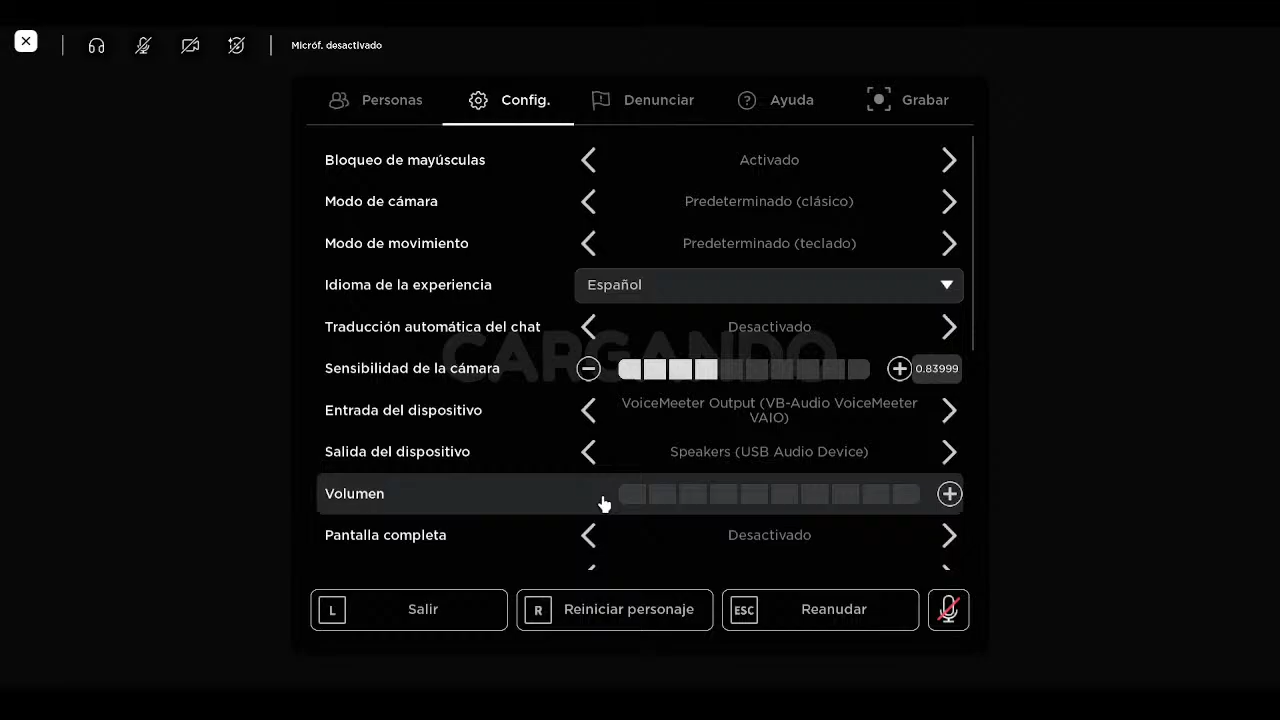 Micróf. desactivado
Personas
Config.
Denunciar
? Ayuda
Grabar
Bloqueo de mayúsculas Activado
Modo de cámara Predeterminado (clásico)
Modo de movimiento Predeterminado (teclado)
Idioma de la experiencia Español
Traducción automática del chat Desactivado
CARGANDO
Sensibilidad de la cámara 0.83999
Entrada del dispositivo VoiceMeeter Output (VB-Audio VoiceMeeter
VAIO)
Salida del dispositivo Speakers (USB Audio Device)
Volumen
Pantalla completa Desactivado
L Salir
R Reiniciar personaje
ESC Reanudar